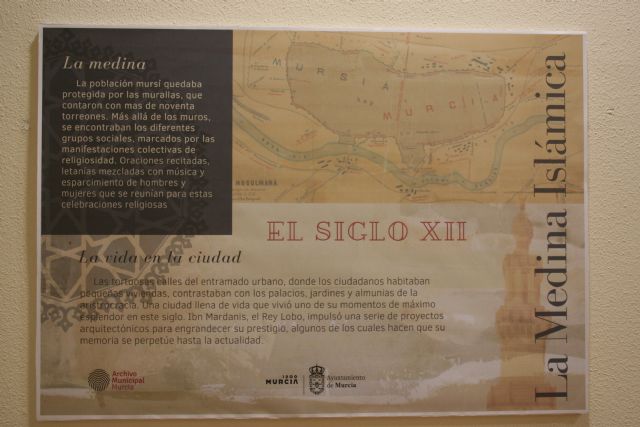 La medina
La población mursí quedaba
protegida por las murallas, que
contaron con mas de noventa
torreones. Más allá de los muros,
se encontraban los diferentes
grupos sociales, marcados por las
manifestaciones colectivas de
religiosidad. Oraciones recitadas,
letanías mezcladas con música y
esparcimiento de hombres y
mujeres que se reunían para estas
celebraciones religiosas
MURSIA
MURCIA
MUSULMANA
EL SIGLO XII
La vida en la ciudad
Las tortuosas calles del entramado urbano, donde los ciudadanos habitaban
pequeñas viviendas, contrastaban con los palacios, jardines y almunias de la
aristrocracia. Una ciudad llena de vida que vivió uno de su momentos de máximo
esplendor en este siglo. Ibn Mardanis, el Rey Lobo, impulsó una serie de proyectos
arquitectónicos para engrandecer su prestigio, algunos de los cuales hacen que su
memoria se perpetúe hasta la actualidad.
La Medina Islámica
Archivo
Municipal
Murcia
1200
MURCIA
Ayuntamiento
de Murcia